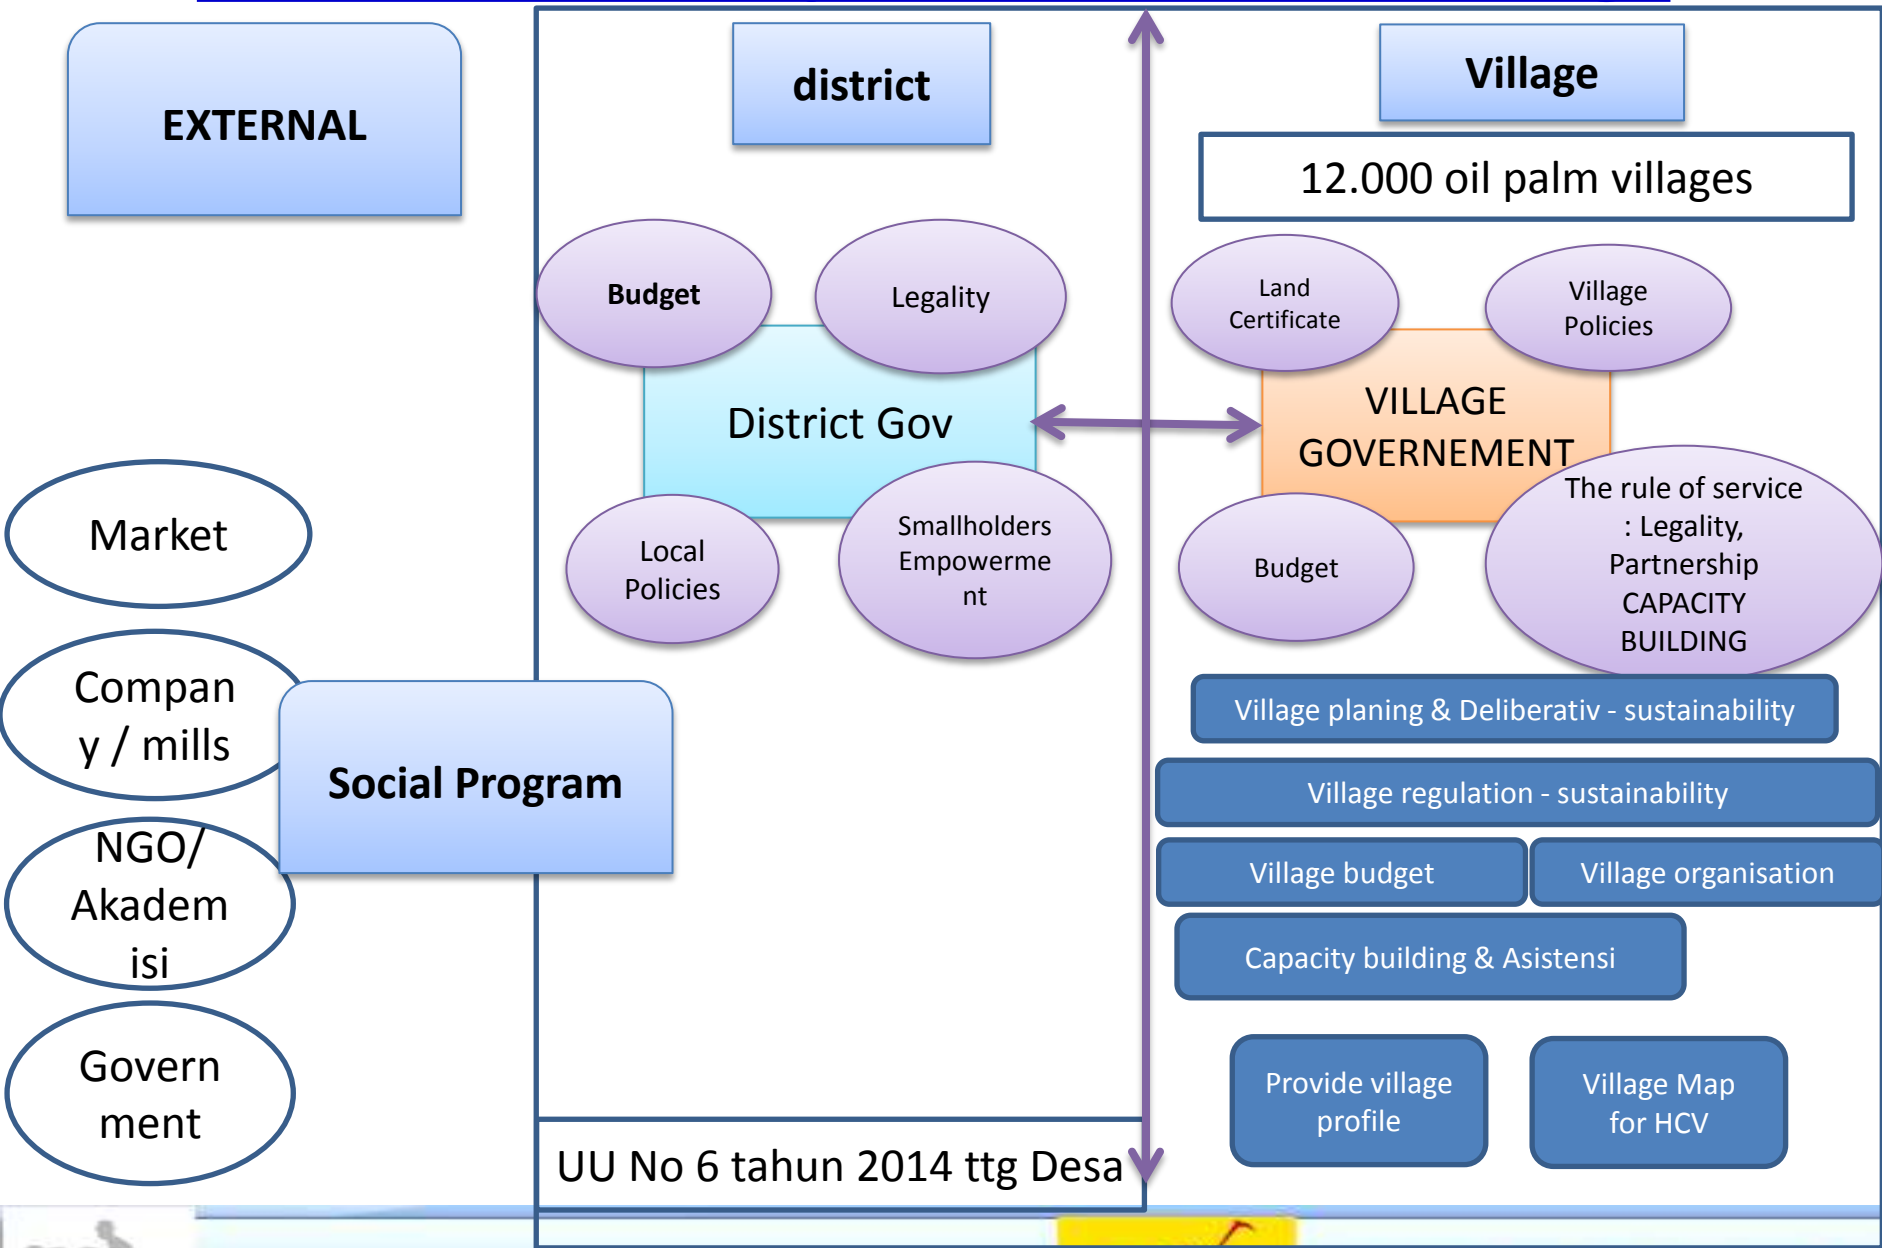 EXTERNAL
district
Village
12.000 oil palm villages
Budget
Legality
Land
Certificate
Village
Policies
District Gov
VILLAGE
GOVERNEMENT
Local
Policies
Smallholders
Empowerme
nt
Budget
The rule of service
: Legality,
Partnership
CAPACITY
BUILDING
Market
Compan
y / mills
NGO/
Akadem
isi
Govern
ment
Social Program
Village planing & Deliberativ - sustainability
Village regulation - sustainability
Village budget
Village organisation
Capacity building & Asistensi
Provide village
profile
Village Map
for HCV
UU No 6 tahun 2014 ttg Desa